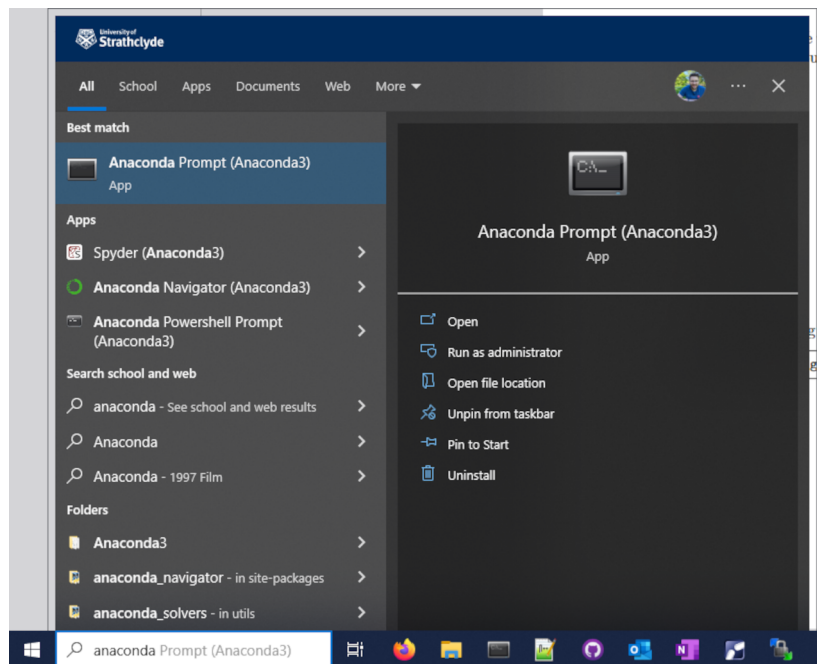 University of
Strathclyde
All School Apps Documents Web More
Best match
Anaconda Prompt (Anaconda3)
App
Apps
Spyder (Anaconda3)
Anaconda Navigator (Anaconda3)
Anaconda Powershell Prompt
(Anaconda3)
Search school and web
anaconda - See school and web results
Anaconda
Anaconda - 1997 Film
Folders
Anaconda3
anaconda_navigator - in site-packages
anaconda_solvers - in utils
C:\_
Anaconda Prompt (Anaconda3)
App
Open
Run as administrator
Open file location
Unpin from taskbar
Pin to Start
Uninstall
anaconda Prompt (Anaconda3)